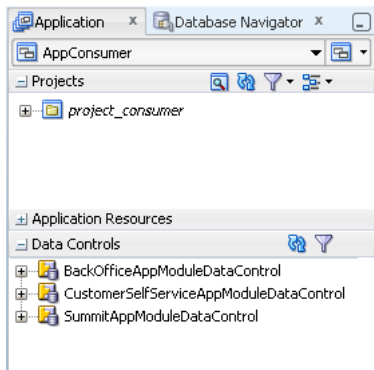 Application x Database Navigator x
AppConsumer
Projects
project_consumer
Application Resources
Data Controls
BackOfficeAppModuleDataControl
CustomerSelfServiceAppModuleDataControl
SummitAppModuleDataControl